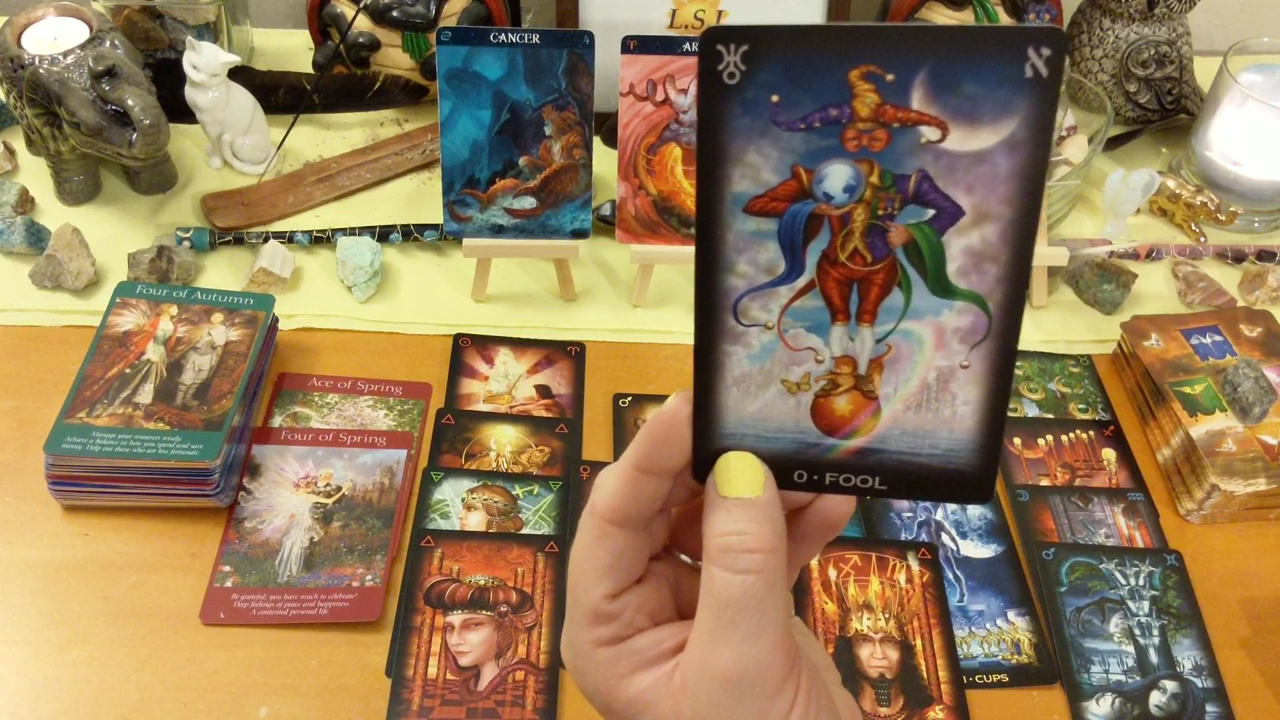 L.S.I
CANCER
4
AR
א
0 · FOOL
Four of Autumn
Manage your resources wisely.
Achieve a balance in how you spend and save
money. Help out those who are less fortunate.
Ace of Spring
Four of Spring
Be grateful, you have much to celebrate!
Deep feelings of peace and happiness.
A contented personal life.
I · CUPS